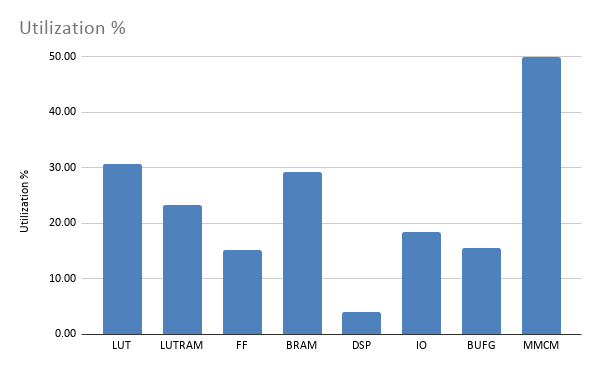 Utilization %
50.00
40.00
30.00
20.00
10.00
0.00
Utilization %
LUT LUTRAM FF BRAM DSP IO BUFG MMCM